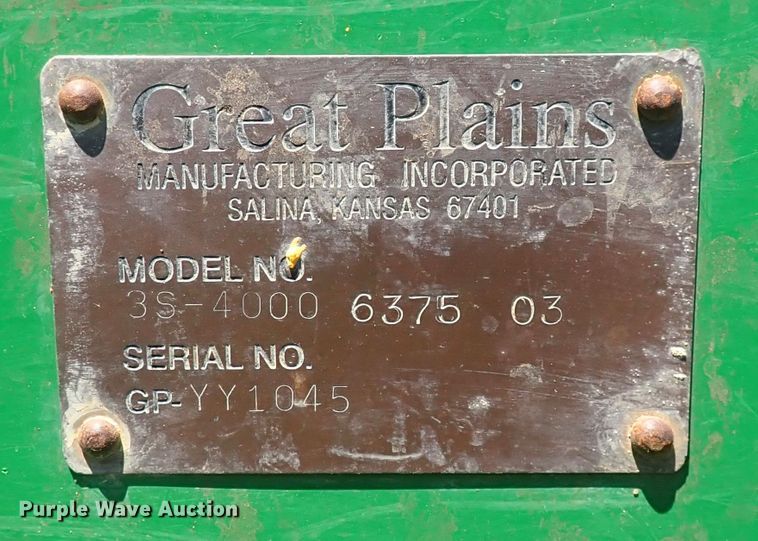 Great Plains
MANUFACTURING INCORPORATED
SALINA, KANSAS 67401
MODEL NO.
3S-4000 6375 03
SERIAL NO.
GP-YY1045
Purple Wave Auction